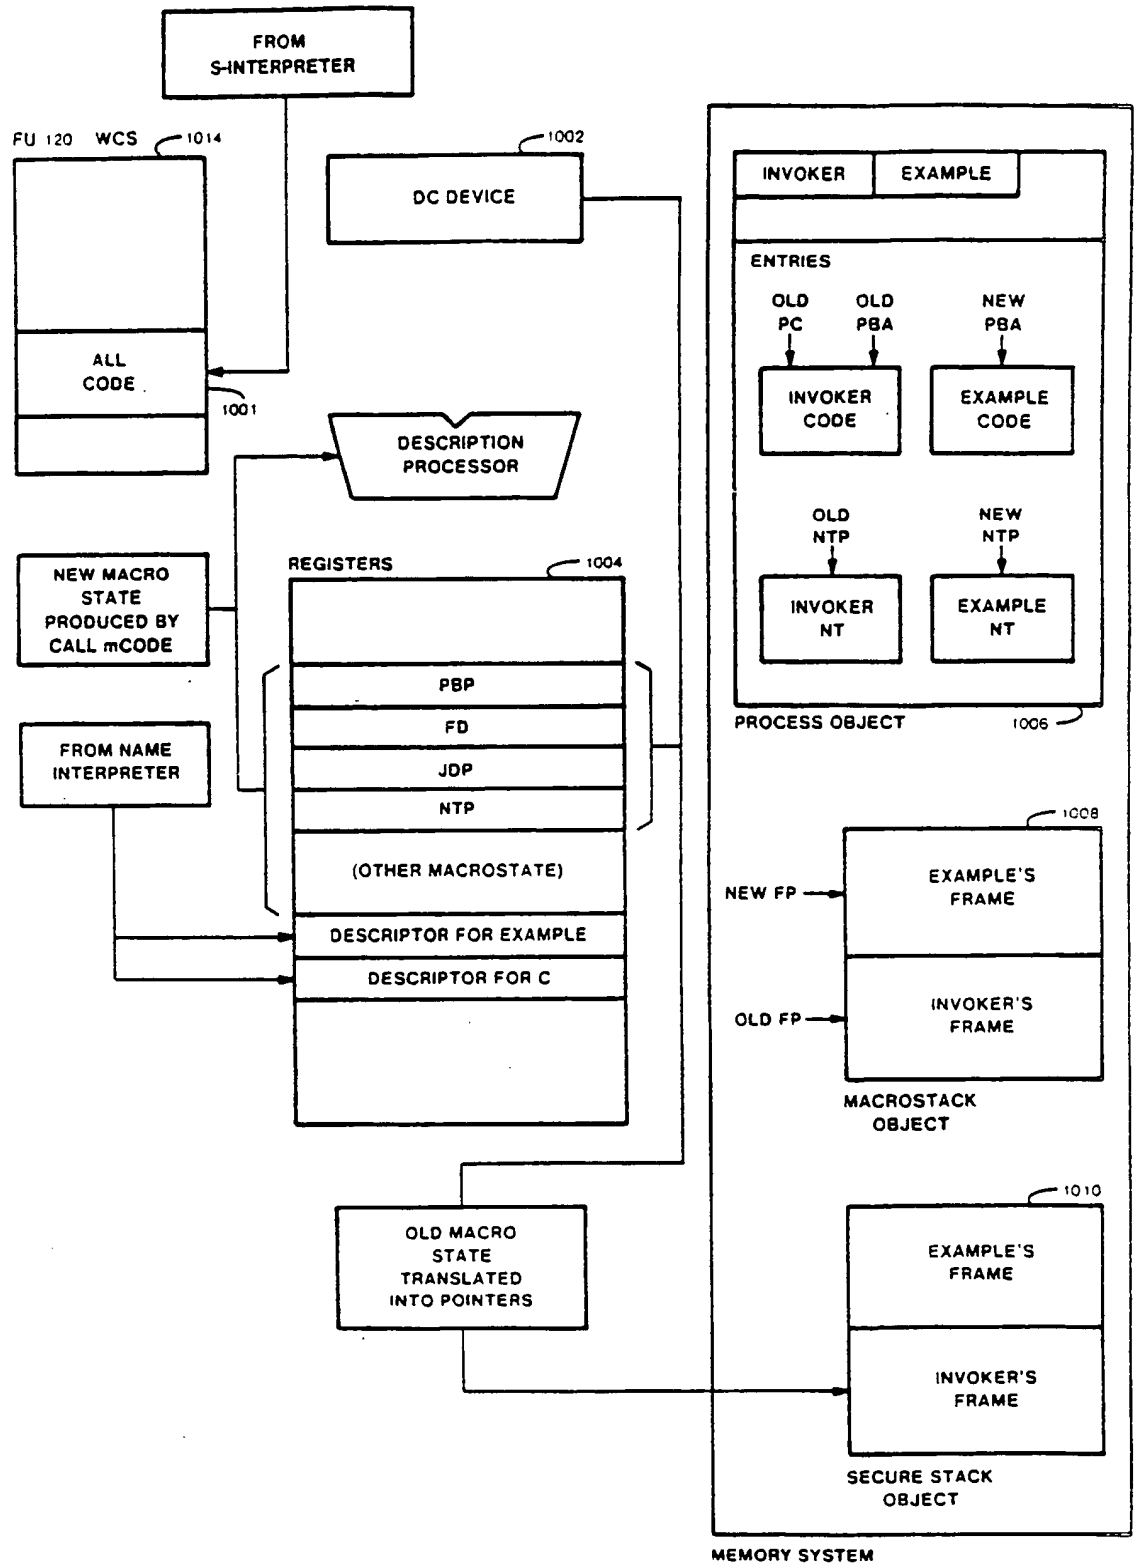 FROM
S-INTERPRETER
FU 120 WCS
1014
1002
DC DEVICE
ALL
CODE
1001
DESCRIPTION
PROCESSOR
NEW MACRO
STATE
PRODUCED BY
CALL mCODE
REGISTERS
1004
PBP
FD
JDP
NTP
(OTHER MACROSTATE)
DESCRIPTOR FOR EXAMPLE
DESCRIPTOR FOR C
FROM NAME
INTERPRETER
OLD MACRO
STATE
TRANSLATED
INTO POINTERS
INVOKER
EXAMPLE
ENTRIES
OLD
PC
OLD
PBA
NEW
PBA
INVOKER
CODE
EXAMPLE
CODE
OLD
NTP
NEW
NTP
INVOKER
NT
EXAMPLE
NT
PROCESS OBJECT
1006
1008
NEW FP
EXAMPLE'S
FRAME
OLD FP
INVOKER'S
FRAME
MACROSTACK
OBJECT
1010
EXAMPLE'S
FRAME
INVOKER'S
FRAME
SECURE STACK
OBJECT
MEMORY SYSTEM